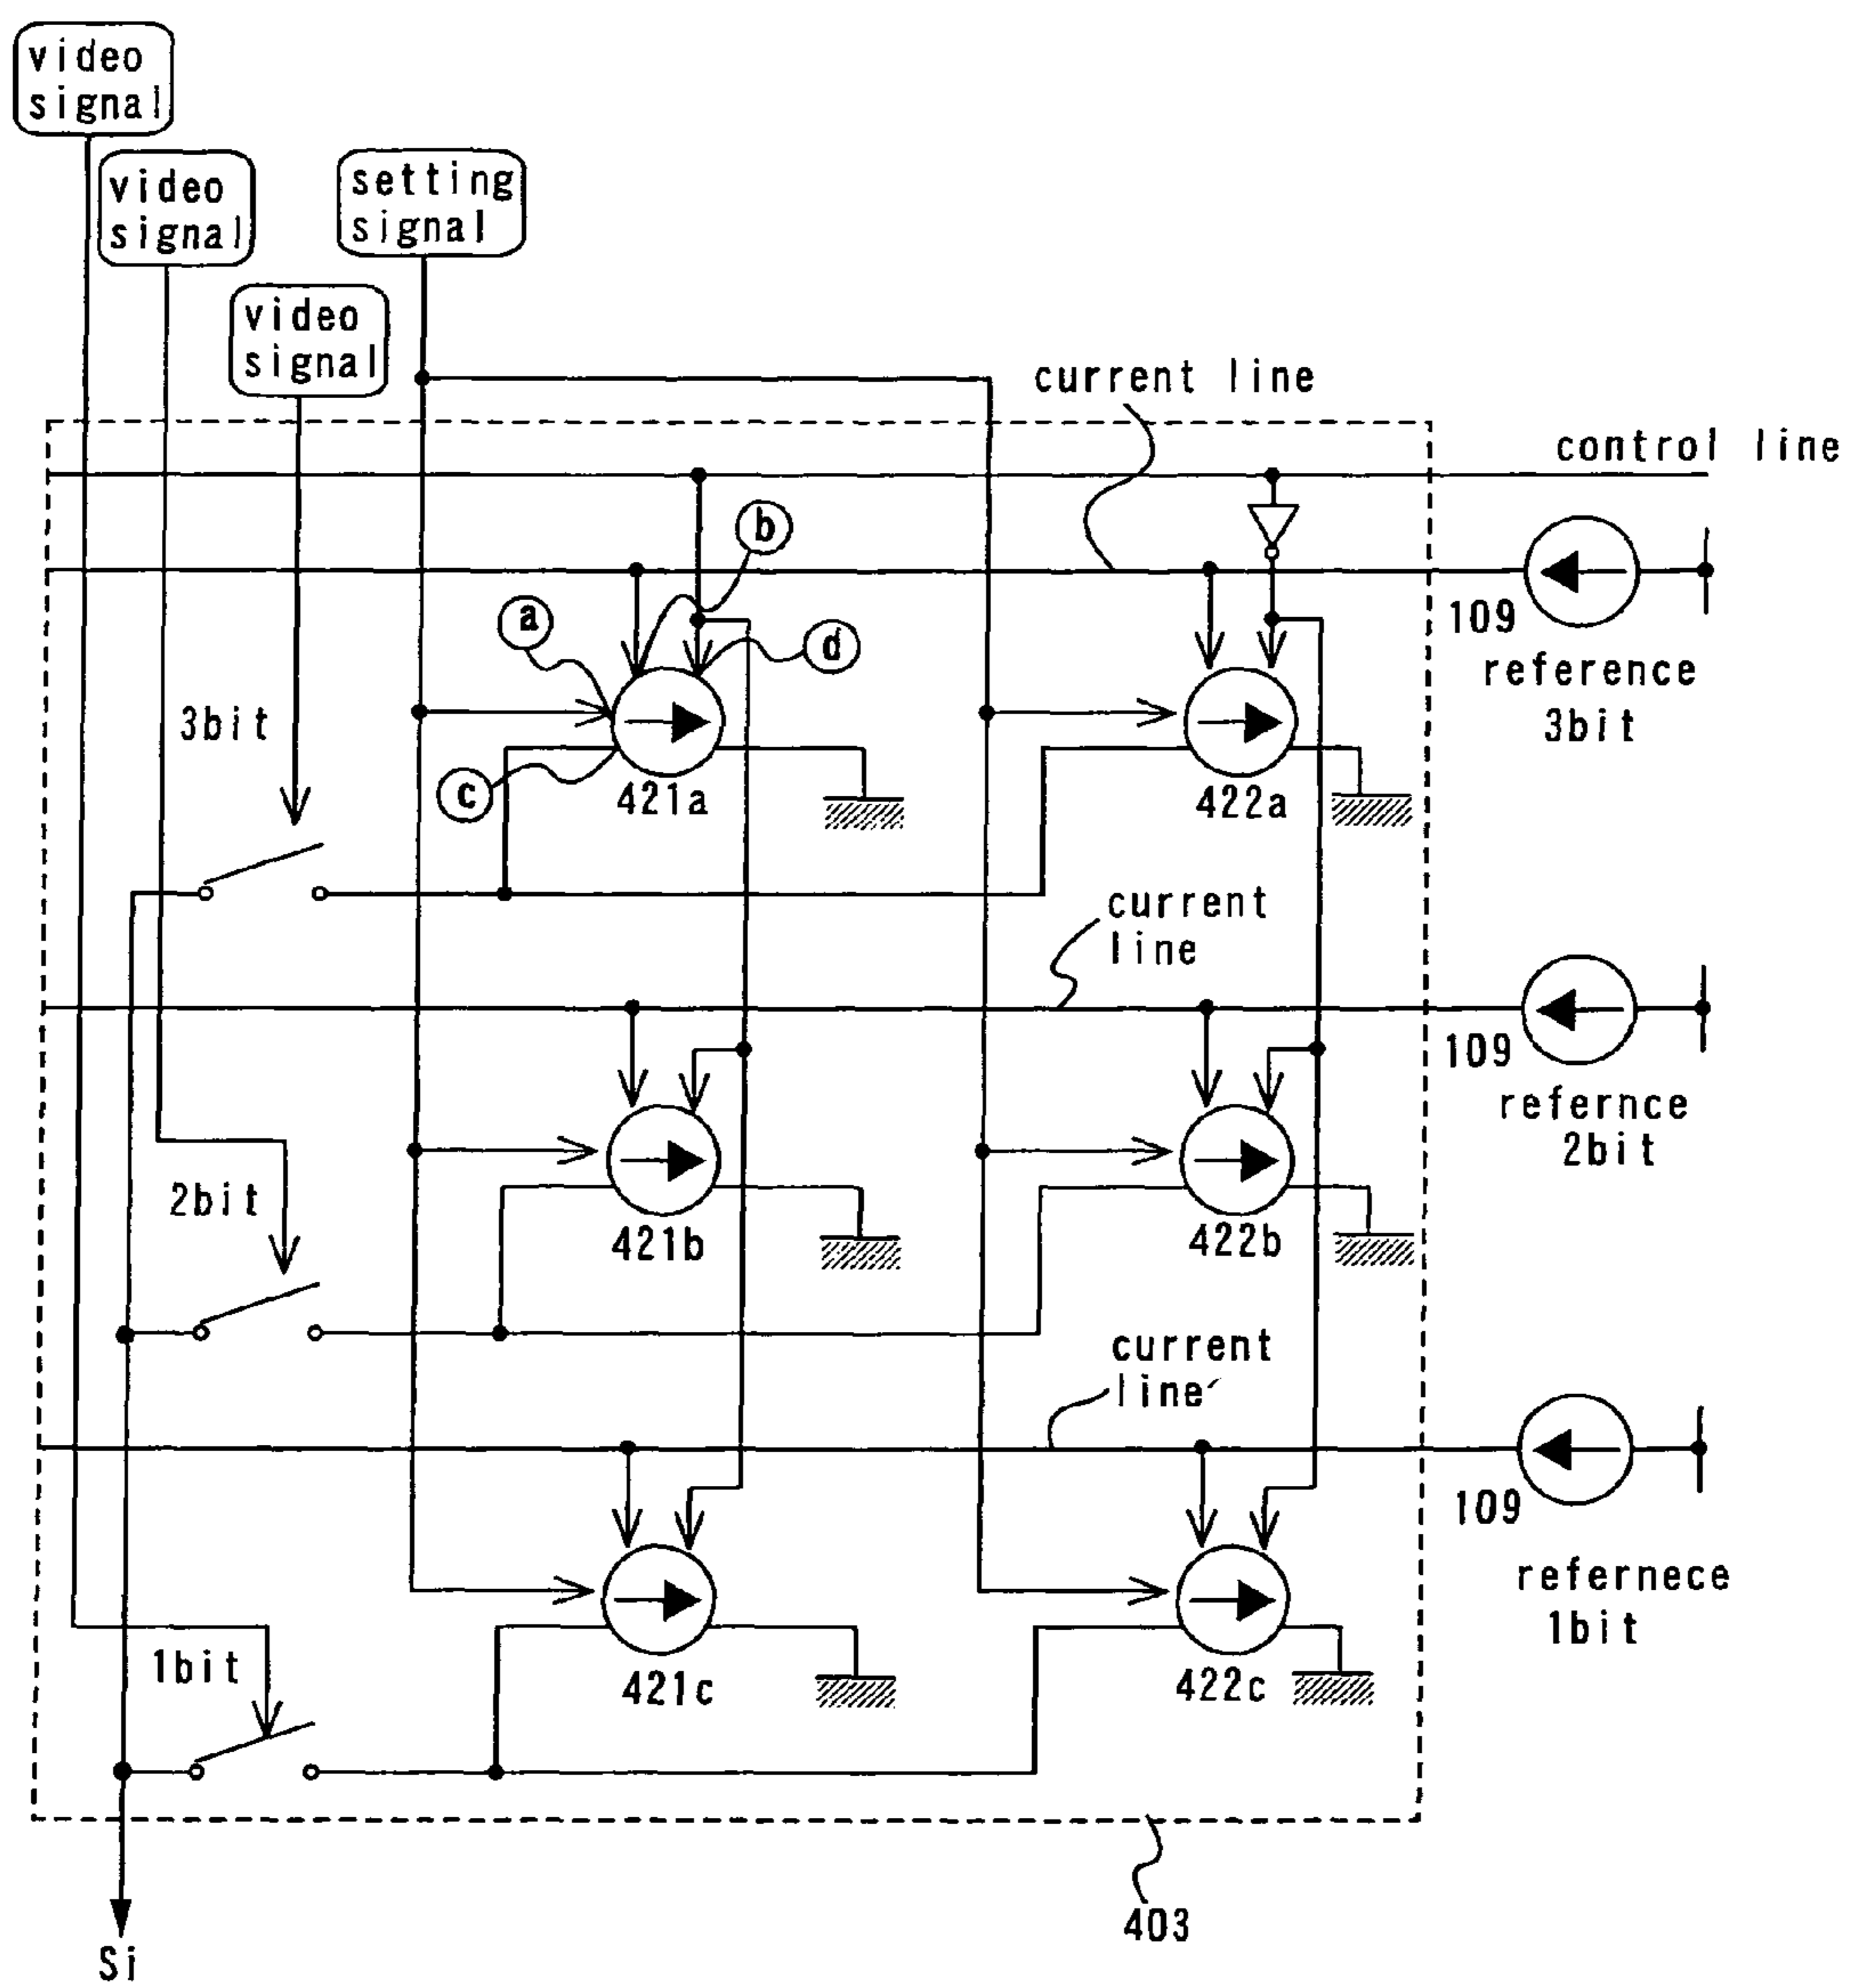 video
signal
video
signal
setting
signal
video
signal
current line
control line
b
a
d
109
reference
3bit
3bit
c
421a
422a
current
line
109
refernce
2bit
2bit
421b
422b
current
line
109
refernece
1bit
1bit
421c
422c
403
Si